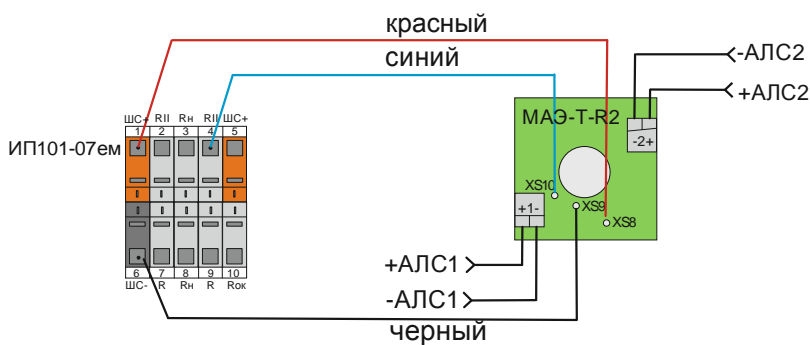 красный
синий
-АЛС2
+АЛС2
ШС+ RII Rн RII ШС+
1 2 3 4 5
ИП101-07ем
МАЭ-Т-R2
-2+
XS10
+1-
XS9
XS8
+АЛС1
-АЛС1
6 7 8 9 10
ШС- R Rн R Rок
черный